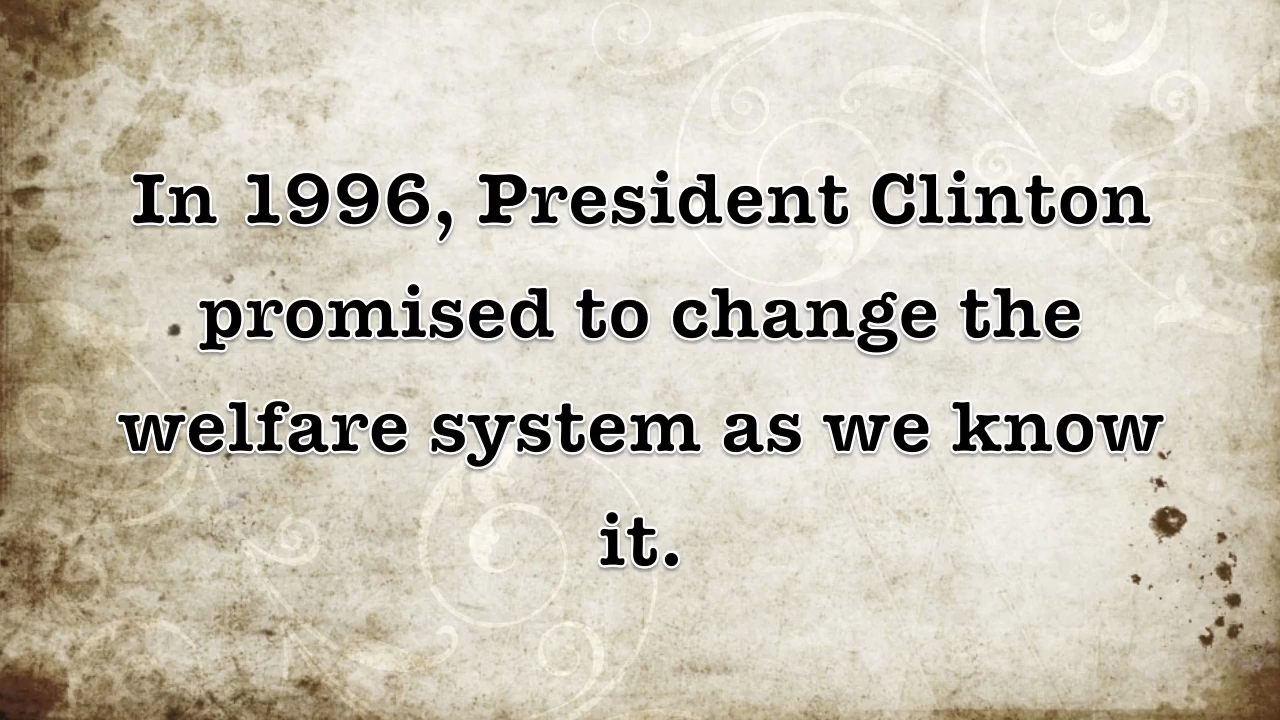 In 1996, President Clinton
promised to change the
welfare system as we know
it.